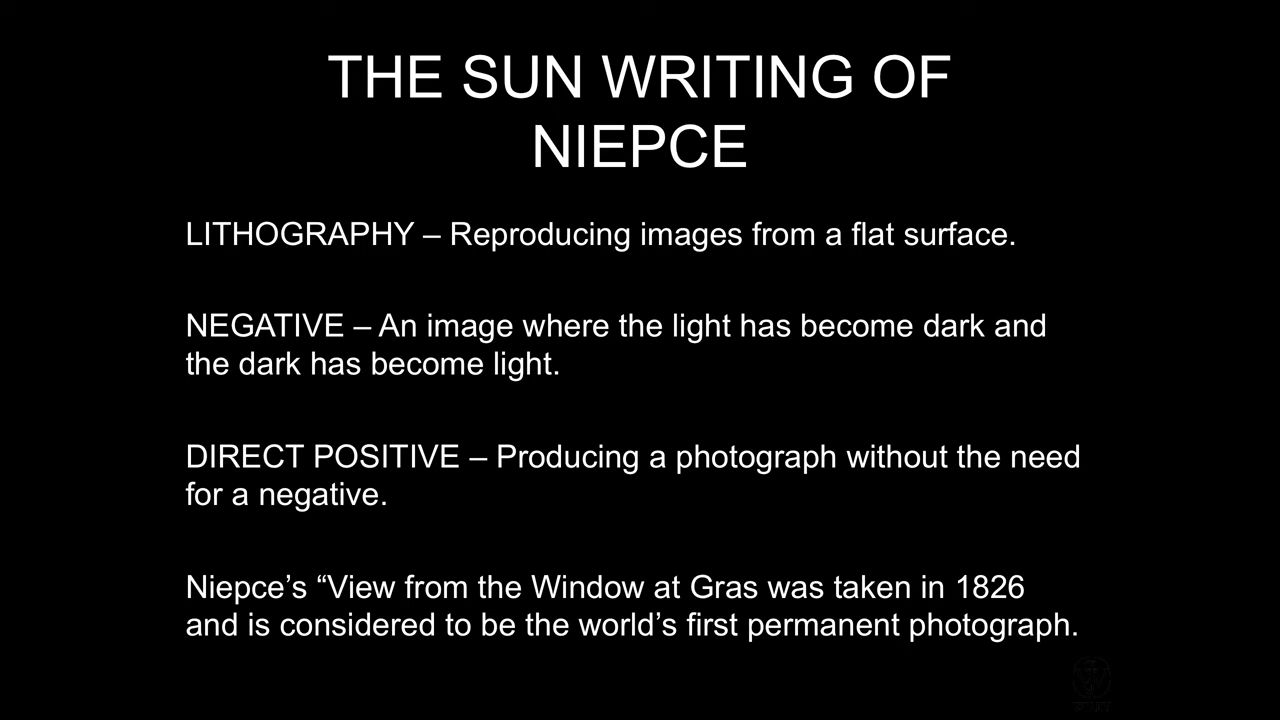 THE SUN WRITING OF
NIEPCE
LITHOGRAPHY – Reproducing images from a flat surface.
NEGATIVE – An image where the light has become dark and
the dark has become light.
DIRECT POSITIVE – Producing a photograph without the need
for a negative.
Niepce’s “View from the Window at Gras was taken in 1826
and is considered to be the world’s first permanent photograph.